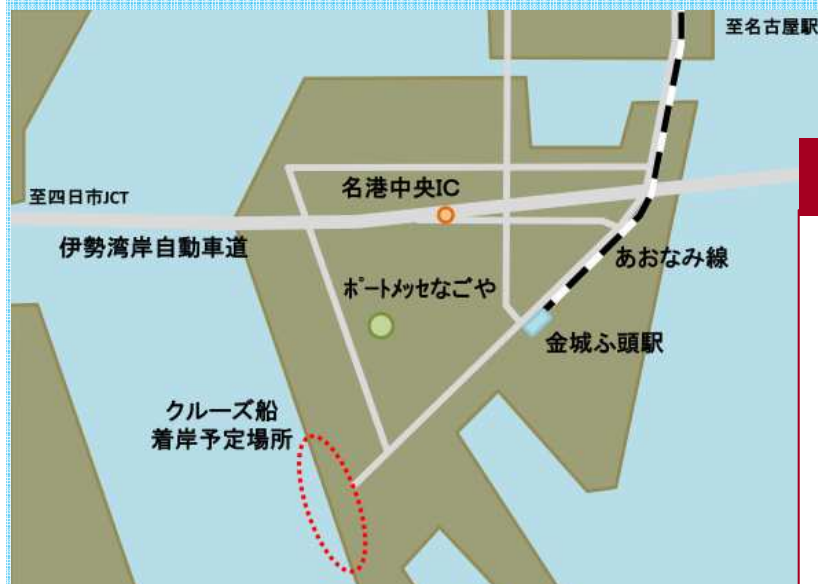 至名古屋駅
名港中央IC
至四日市JCT
伊勢湾岸自動車道
あおなみ線
ポートメッセなごや
金城ふ頭駅
クルーズ船
着岸予定場所